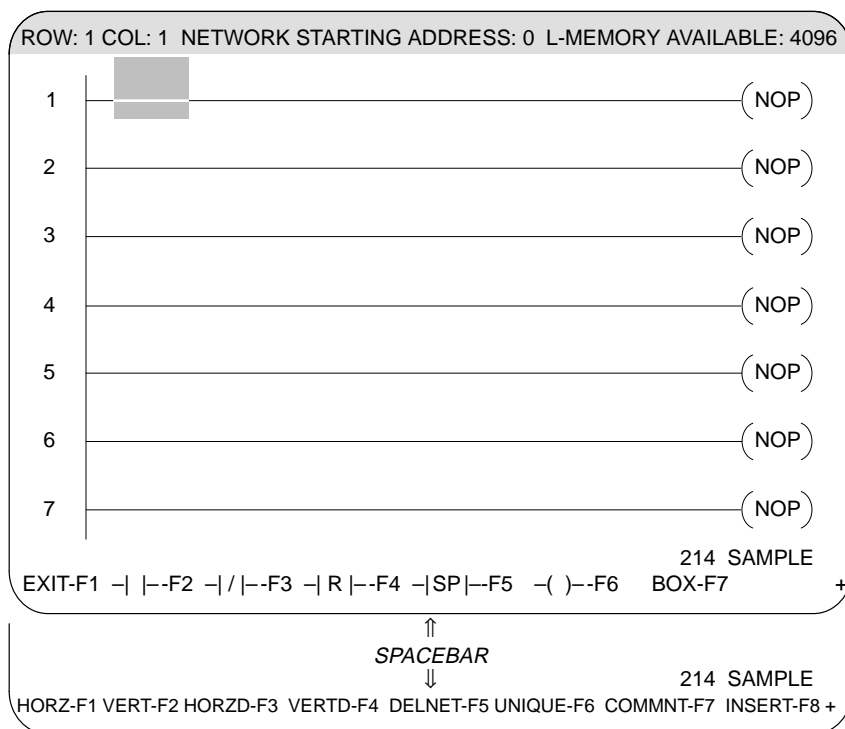 ROW: 1 COL: 1 NETWORK STARTING ADDRESS: 0 L-MEMORY AVAILABLE: 4096
1 NOP
2 NOP
3 NOP
4 NOP
5 NOP
6 NOP
7 NOP
214 SAMPLE
EXIT-F1 –| |–-F2 –| / |–-F3 –| R |–-F4 –|SP|–-F5 –( )–-F6 BOX-F7 +
⇑
SPACEBAR
⇓
214 SAMPLE
HORZ-F1 VERT-F2 HORZD-F3 VERTD-F4 DELNET-F5 UNIQUE-F6 COMMNT-F7 INSERT-F8 +